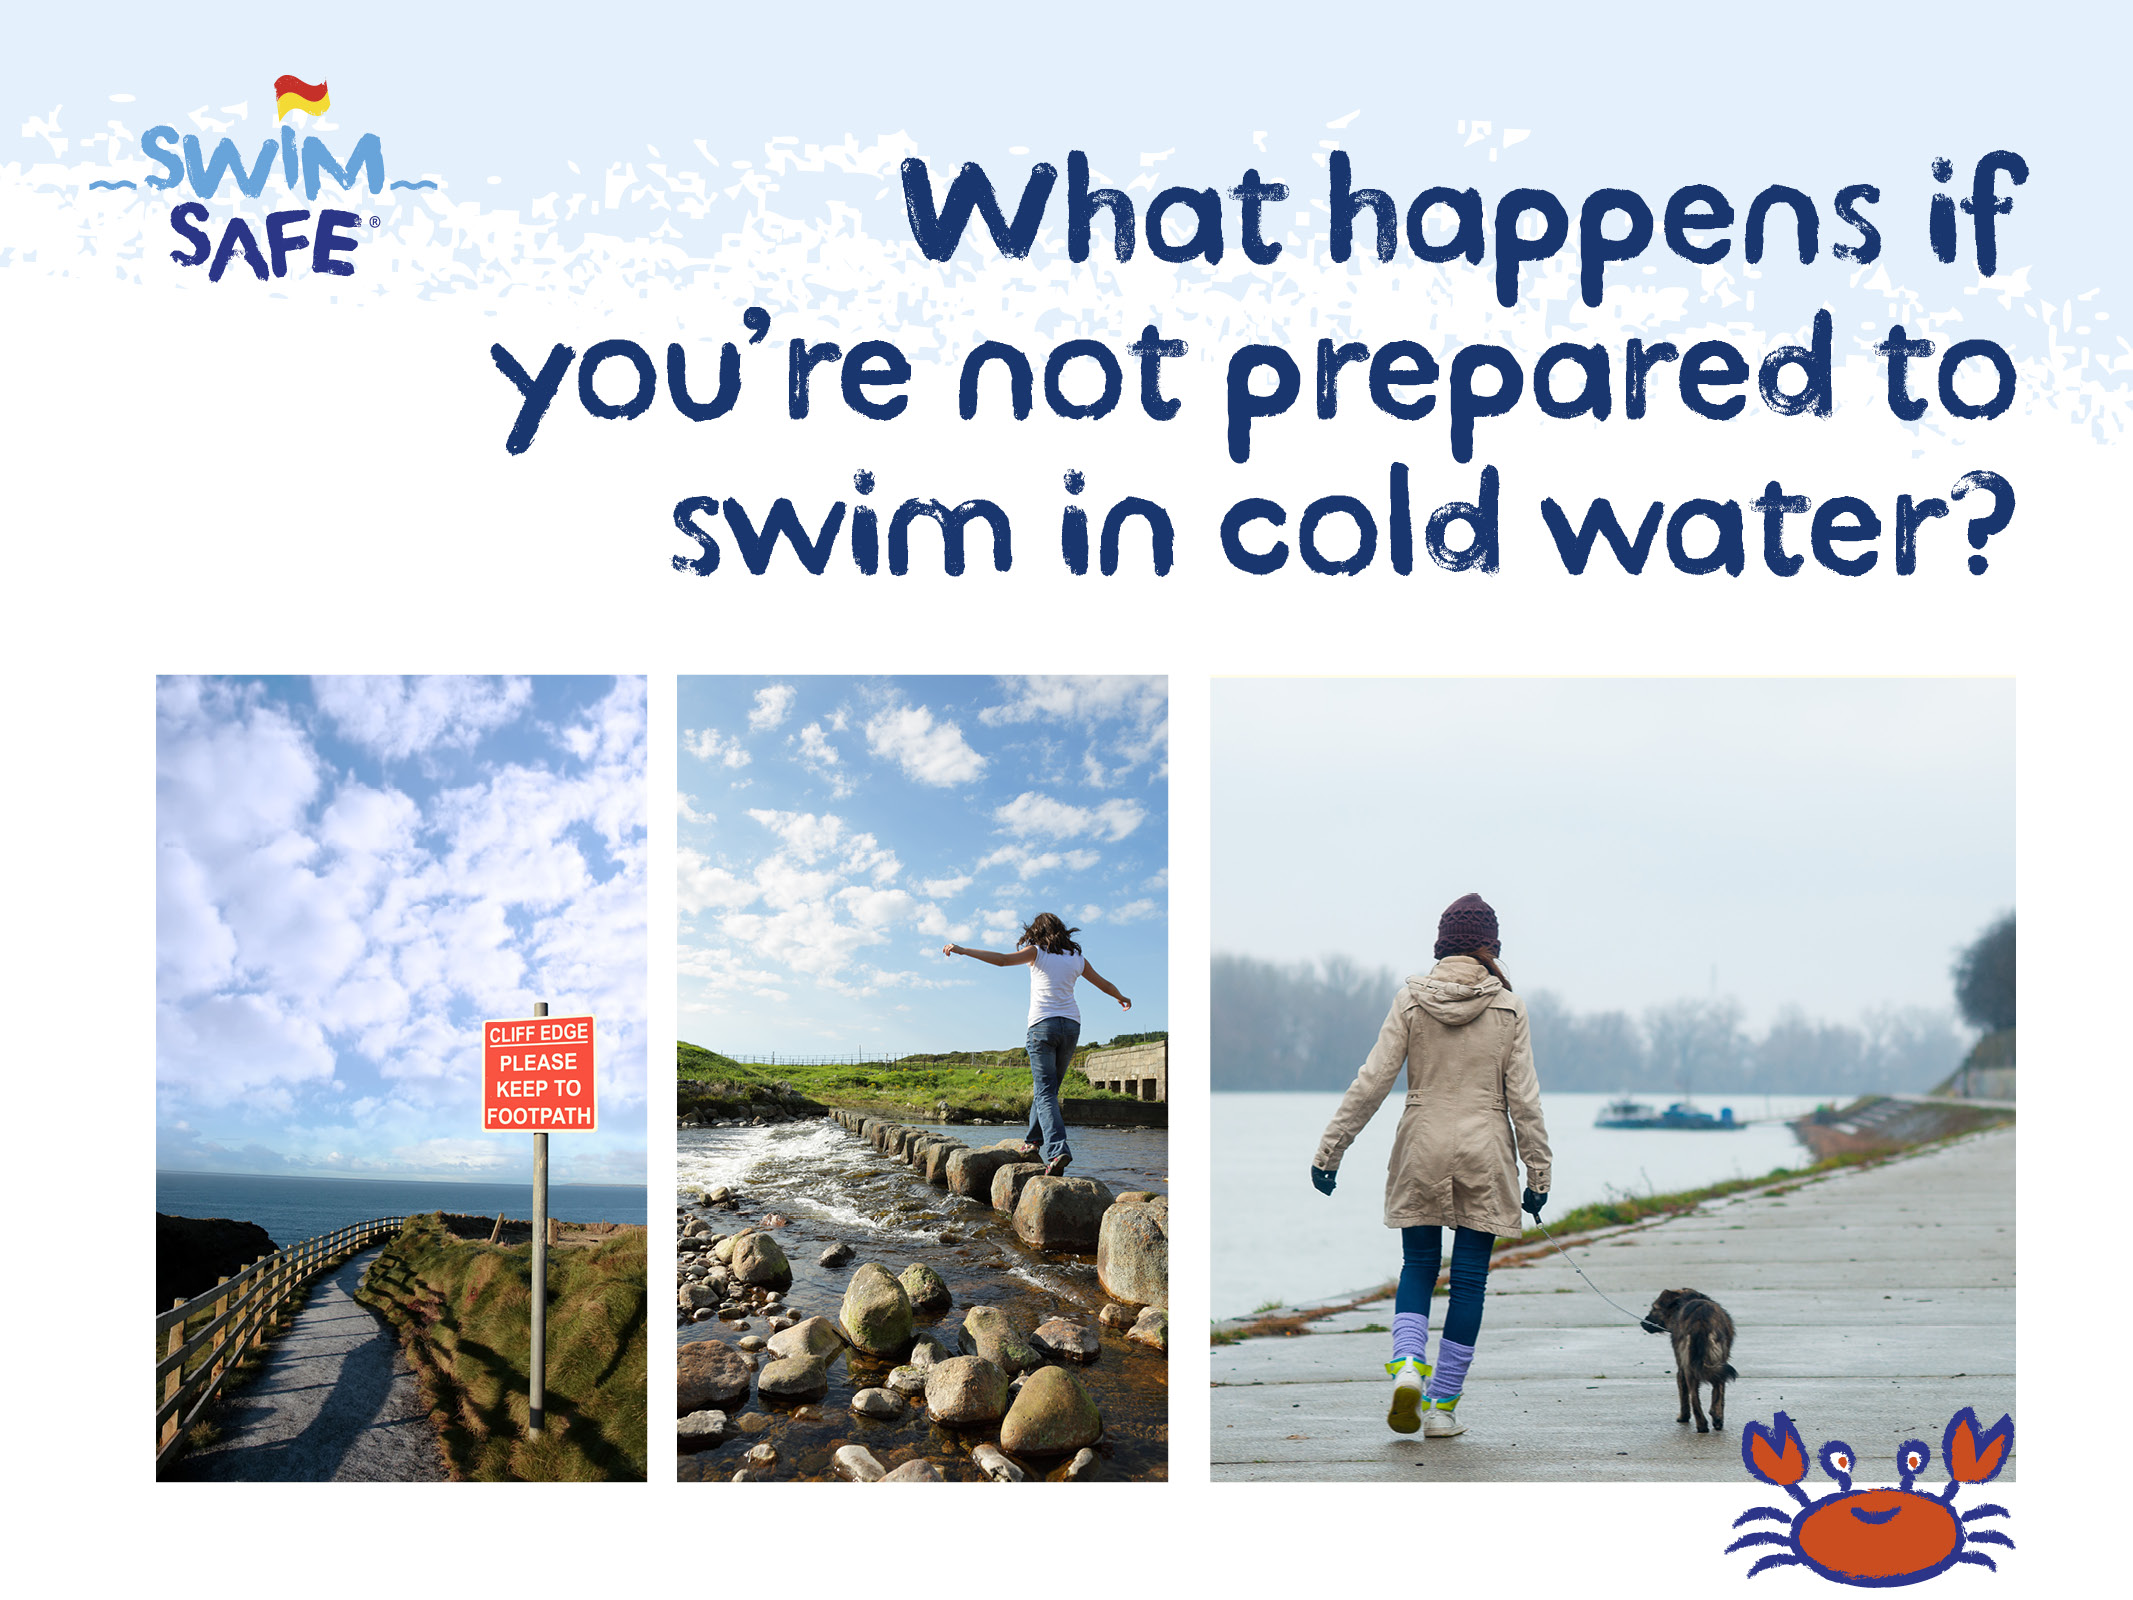 SWIM
SAFE®
What happens if
you're not prepared to
swim in cold water?
CLIFF EDGE
PLEASE
KEEP TO
FOOTPATH